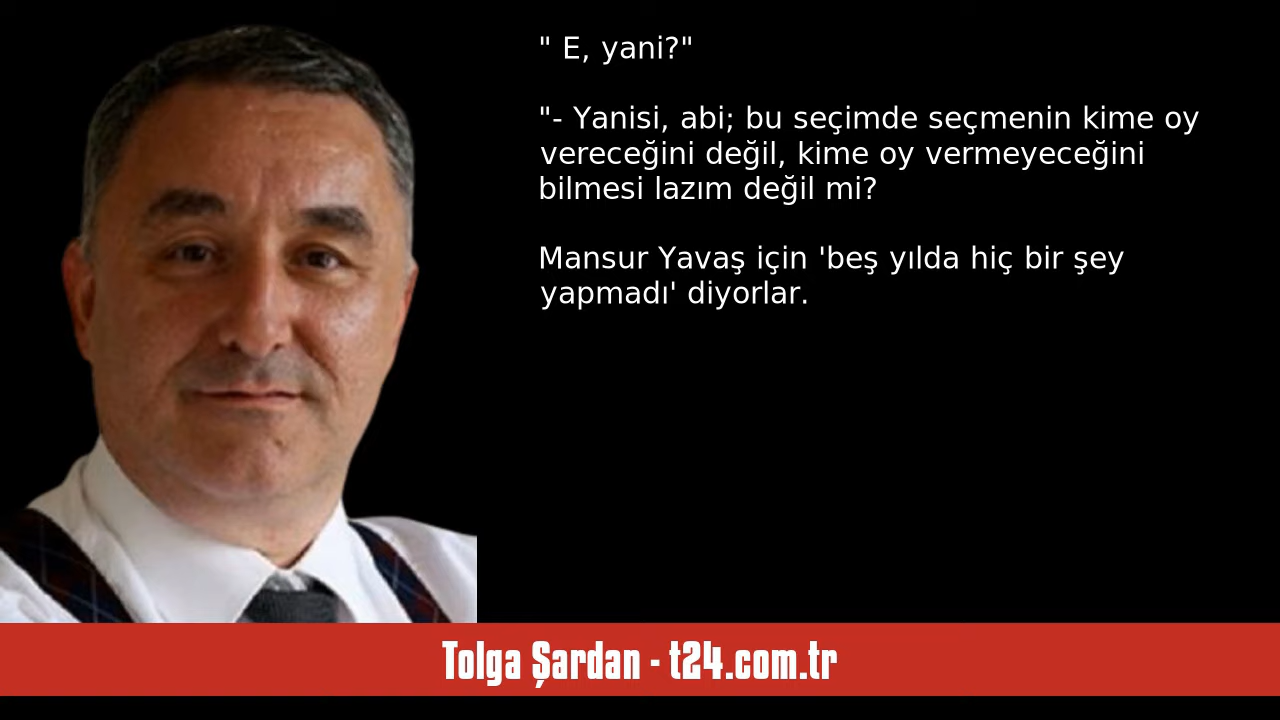 " E, yani?"
"- Yanisi, abi; bu seçimde seçmenin kime oy
vereceğini değil, kime oy vermeyeceğini
bilmesi lazım değil mi?
Mansur Yavaş için 'beş yılda hiç bir şey
yapmadı' diyorlar.
Tolga Şardan - t24.com.tr